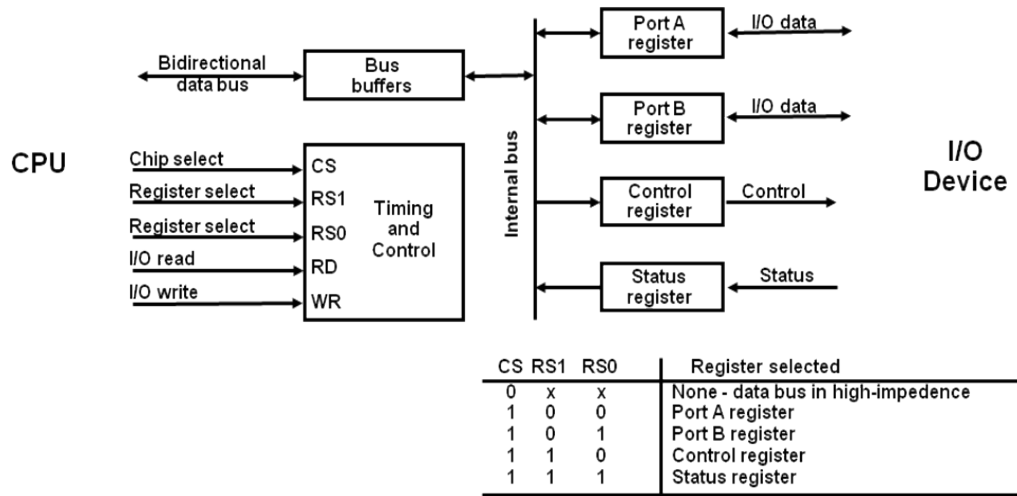 Port A
register
I/O data
Bidirectional
data bus
Bus
buffers
Port B
register
I/O data
CPU
Internal bus
I/O
Device
Chip select
CS
Register select
RS1
Register select
RS0
I/O read
RD
I/O write
WR
Timing
and
Control
Control
register
Control
Status
register
Status
CS RS1 RS0 Register selected
0 x x None - data bus in high-impedence
1 0 0 Port A register
1 0 1 Port B register
1 1 0 Control register
1 1 1 Status register